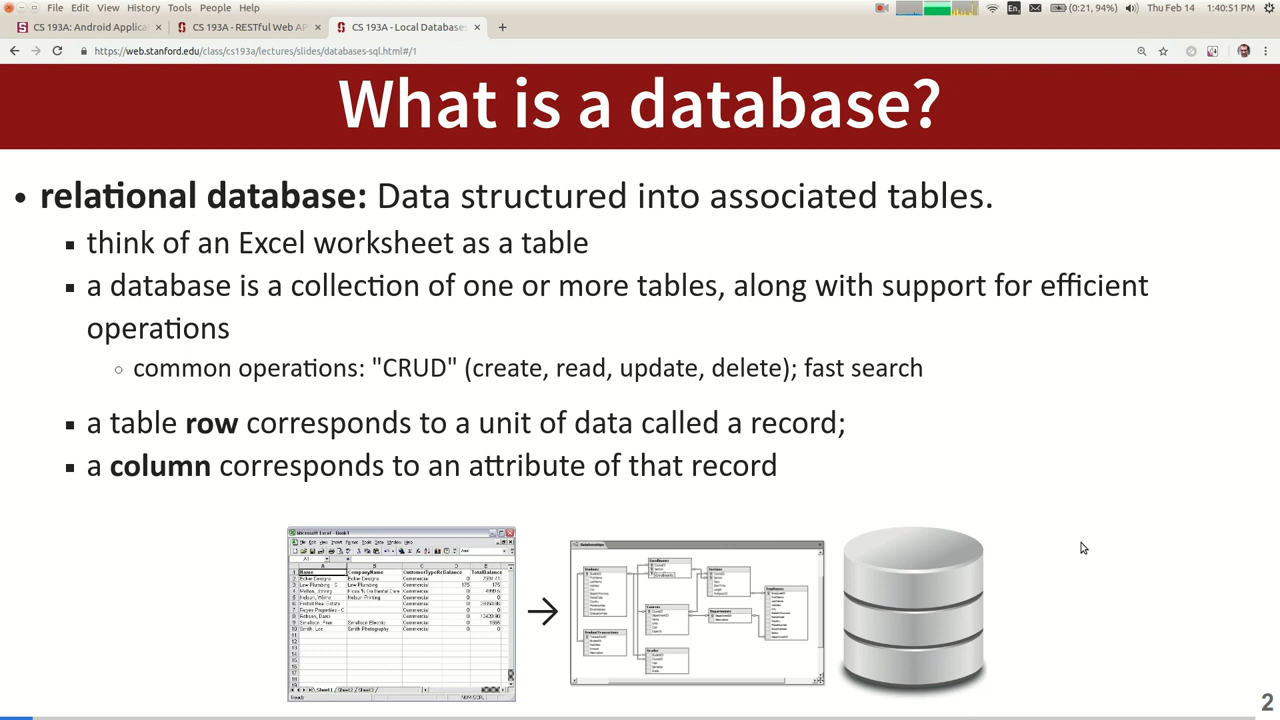 File Edit View History Tools People Help
En (0:21, 94%) Thu Feb 14 1:40:51 PM
CS 193A: Android Applica × CS 193A - RESTful Web AP × CS 193A - Local Databases ×
https://web.stanford.edu/class/cs193a/lectures/slides/databases-sql.html#/1
What is a database?
• relational database: Data structured into associated tables.
▪ think of an Excel worksheet as a table
▪ a database is a collection of one or more tables, along with support for efficient
operations
◦ common operations: "CRUD" (create, read, update, delete); fast search
▪ a table row corresponds to a unit of data called a record;
▪ a column corresponds to an attribute of that record
2